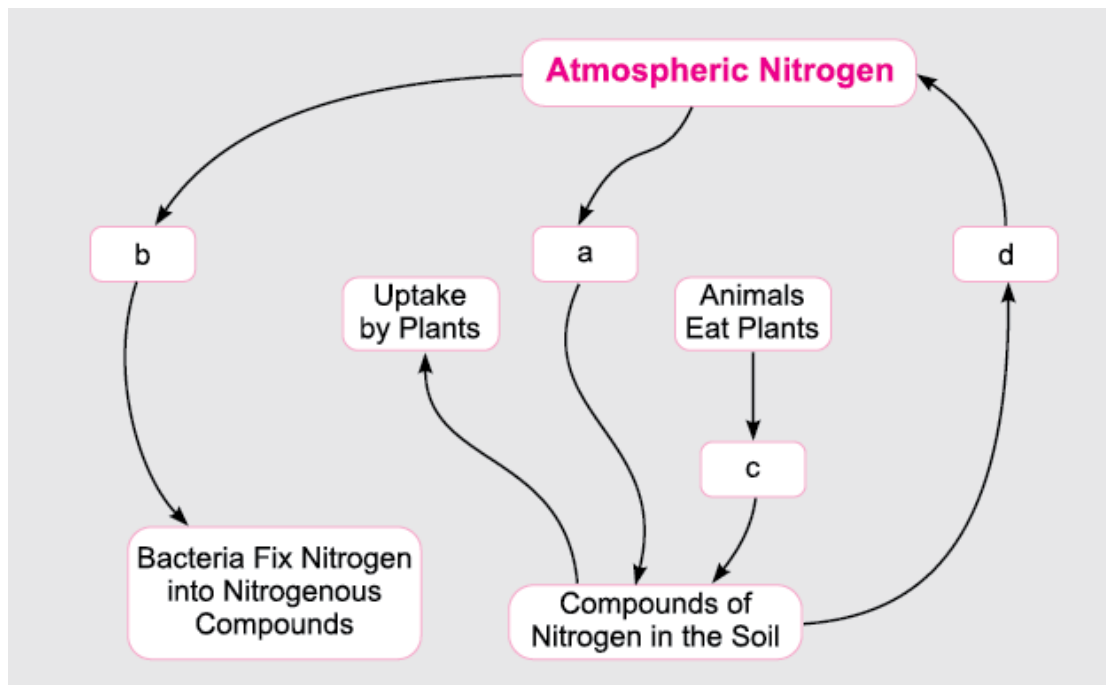 Atmospheric Nitrogen
b
a
d
Uptake
by Plants
Animals
Eat Plants
c
Bacteria Fix Nitrogen
into Nitrogenous
Compounds
Compounds of
Nitrogen in the Soil